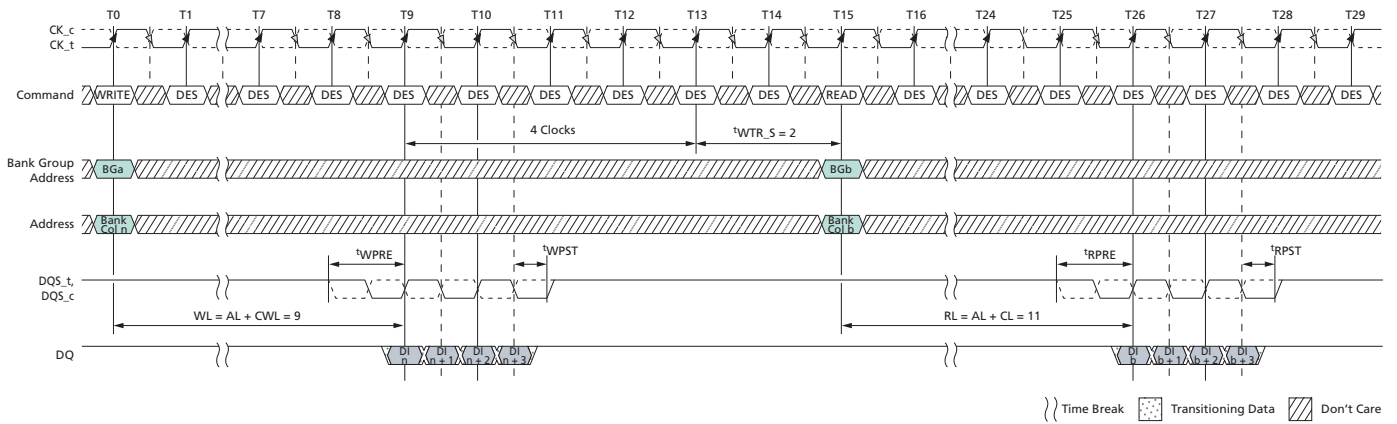 T0 T1 T7 T8 T9 T10 T11 T12 T13 T14 T15 T16 T24 T25 T26 T27 T28 T29
CK_c
CK_t
Command WRITE DES DES DES DES DES DES DES DES DES READ DES DES DES DES DES DES DES
4 Clocks tWTR_S = 2
Bank Group
Address BGa BGb
Address Bank
Col n Bank
Col b
tWPRE tWPST tRPRE tRPST
DQS_t,
DQS_c
WL = AL + CWL = 9 RL = AL + CL = 11
DQ DI
n DI
n + 1 DI
n + 2 DI
n + 3 DI
b DI
b + 1 DI
b + 2 DI
b + 3
Time Break Transitioning Data Don't Care